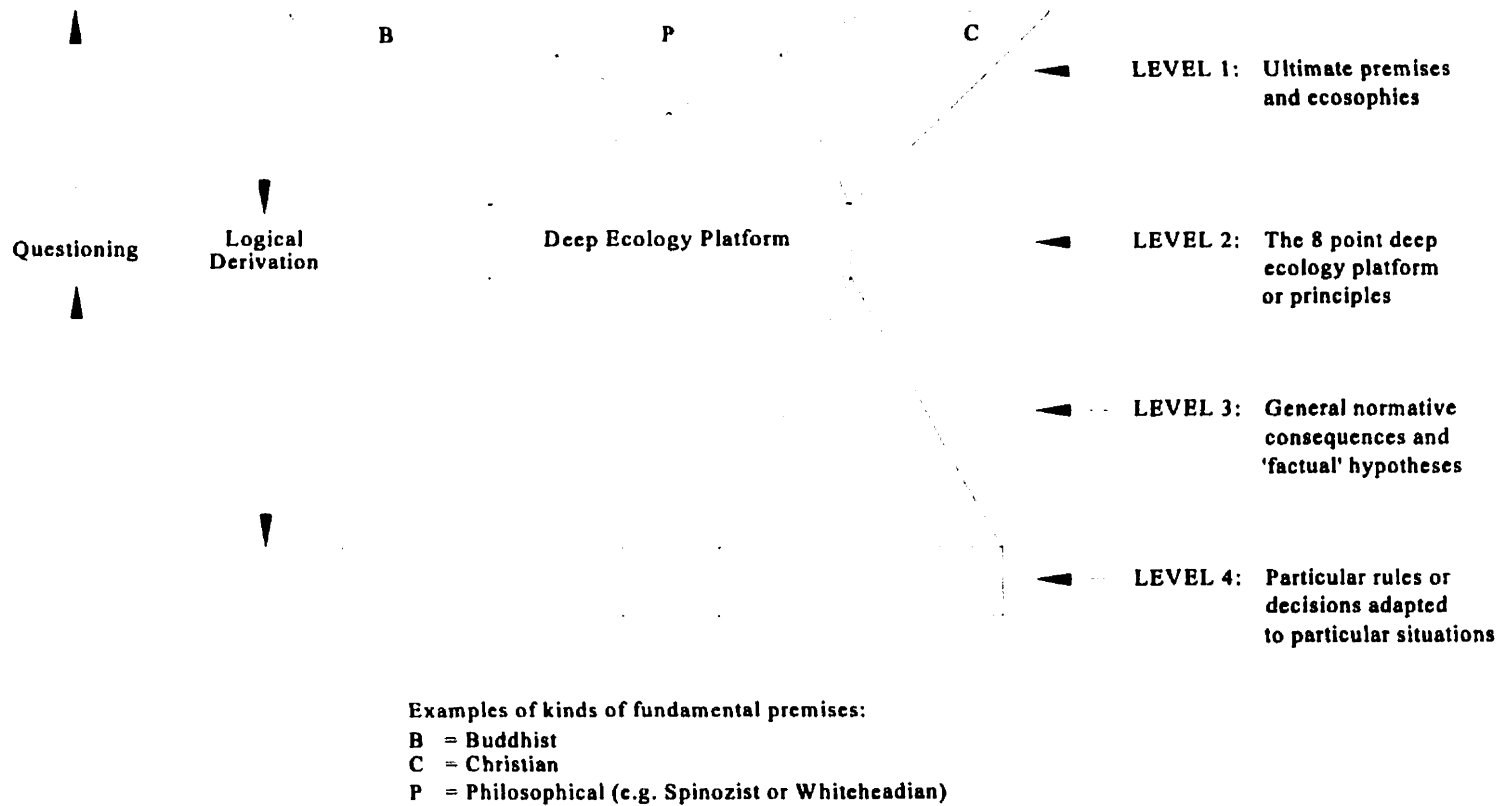 B P C
LEVEL 1: Ultimate premises
and ecosophies
Questioning
Logical
Derivation
Deep Ecology Platform
LEVEL 2: The 8 point deep
ecology platform
or principles
LEVEL 3: General normative
consequences and
'factual' hypotheses
LEVEL 4: Particular rules or
decisions adapted
to particular situations
Examples of kinds of fundamental premises:
B = Buddhist
C = Christian
P = Philosophical (e.g. Spinozist or Whiteheadian)